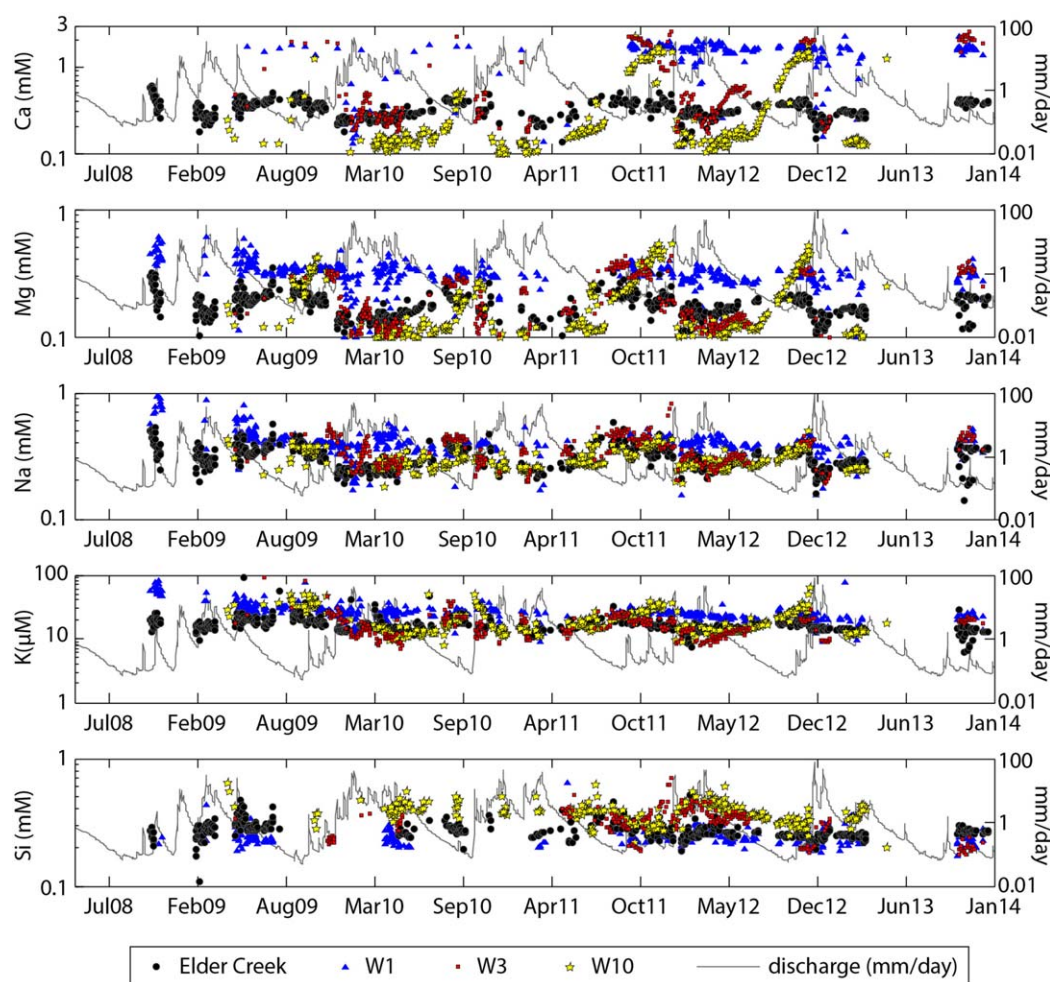 3 100
Ca (mM) 1 1 mm/day
0.1 0.01
Jul08 Feb09 Aug09 Mar10 Sep10 Apr11 Oct11 May12 Dec12 Jun13 Jan14
1 100
Mg (mM) 1 mm/day
0.1 0.01
Jul08 Feb09 Aug09 Mar10 Sep10 Apr11 Oct11 May12 Dec12 Jun13 Jan14
1 100
Na (mM) 1 mm/day
0.1 0.01
Jul08 Feb09 Aug09 Mar10 Sep10 Apr11 Oct11 May12 Dec12 Jun13 Jan14
100 100
K(μM) 10 1 mm/day
1 0.01
Jul08 Feb09 Aug09 Mar10 Sep10 Apr11 Oct11 May12 Dec12 Jun13 Jan14
1 100
Si (mM) 1 mm/day
0.1 0.01
Jul08 Feb09 Aug09 Mar10 Sep10 Apr11 Oct11 May12 Dec12 Jun13 Jan14
Elder Creek W1 W3 W10 discharge (mm/day)